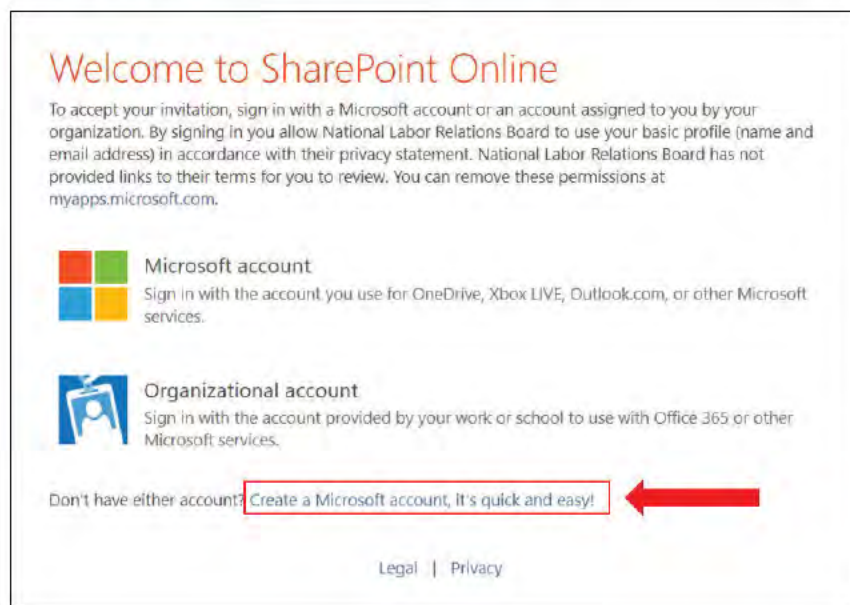 Welcome to SharePoint Online
To accept your invitation, sign in with a Microsoft account or an account assigned to you by your
organization. By signing in you allow National Labor Relations Board to use your basic profile (name and
email address) in accordance with their privacy statement. National Labor Relations Board has not
provided links to their terms for you to review. You can remove these permissions at
myapps.microsoft.com.
Microsoft account
Sign in with the account you use for OneDrive, Xbox LIVE, Outlook.com, or other Microsoft
services.
Organizational account
Sign in with the account provided by your work or school to use with Office 365 or other
Microsoft services.
Don't have either account? Create a Microsoft account, it's quick and easy!
Legal | Privacy